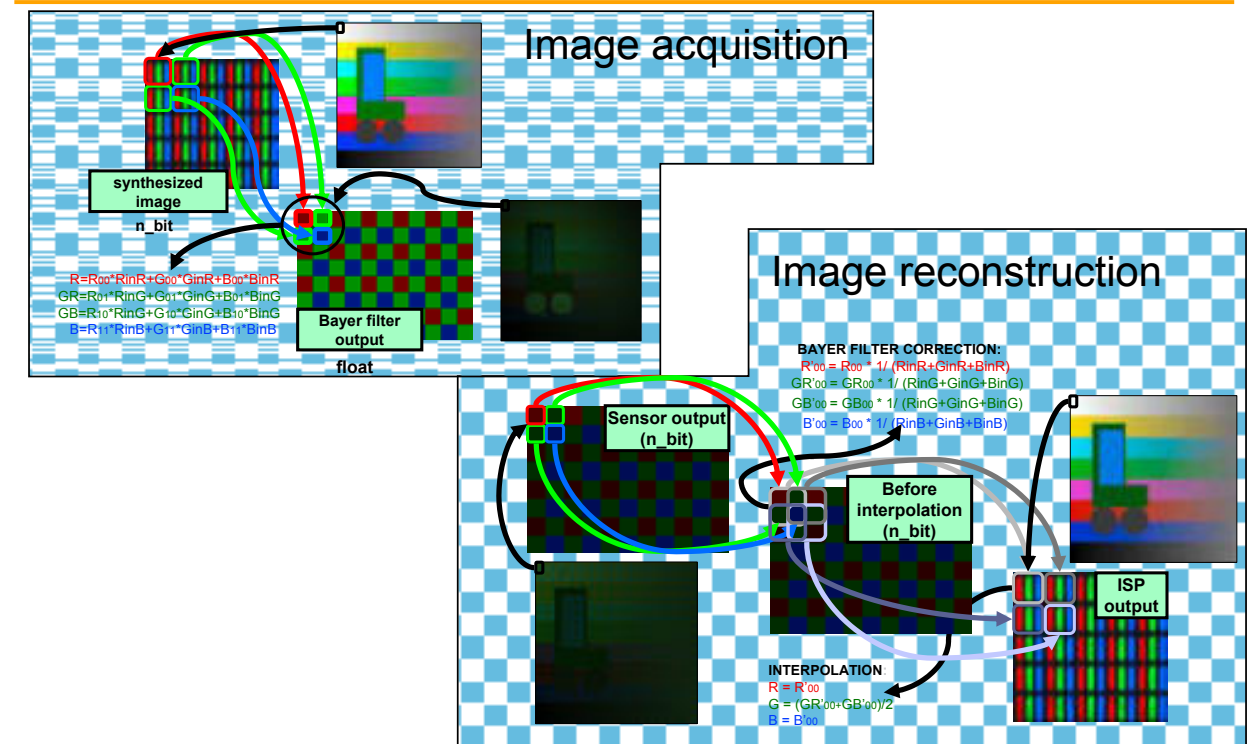 Image acquisition
synthesized
image
n_bit
R=R00*RinR+G00*GinR+B00*BinR
GR=R01*RinG+G01*GinG+B01*BinG
GB=R10*RinG+G10*GinG+B10*BinG
B=R11*RinB+G11*GinB+B11*BinB
Bayer filter
output
float
Image reconstruction
BAYER FILTER CORRECTION:
R'00 = R00 * 1/ (RinR+GinR+BinR)
GR'00 = GR00 * 1/ (RinG+GinG+BinG)
GB'00 = GB00 * 1/ (RinG+GinG+BinG)
B'00 = B00 * 1/ (RinB+GinB+BinB)
Sensor output
(n_bit)
Before
interpolation
(n_bit)
ISP
output
INTERPOLATION:
R = R'00
G = (GR'00+GB'00)/2
B = B'00